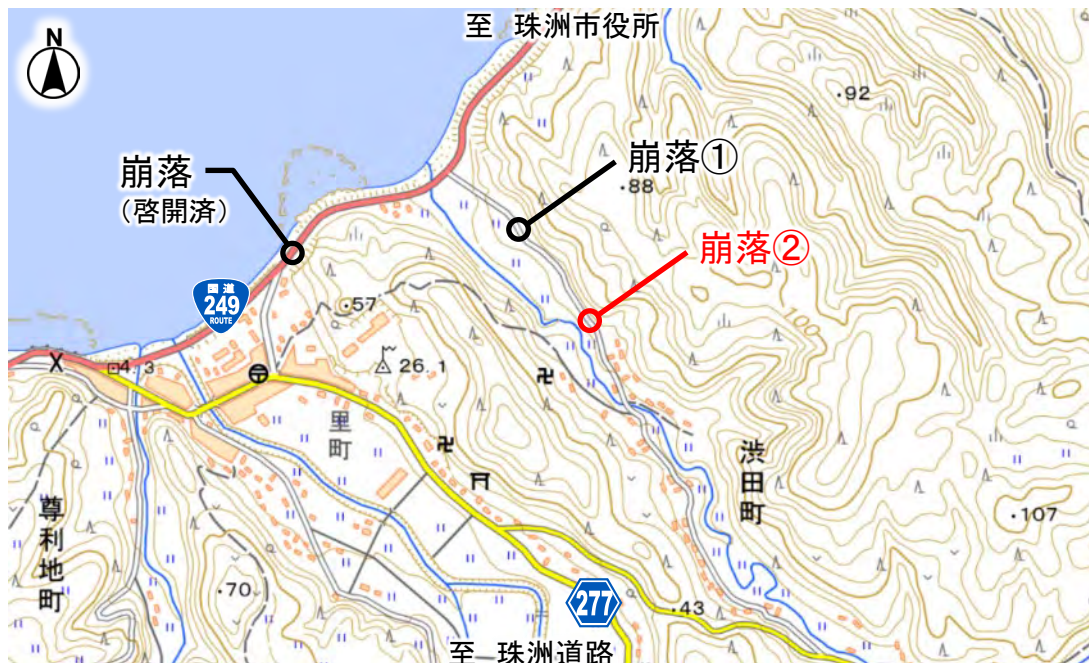 至 珠洲市役所
N
・92
崩落①
崩落
(啓開済)
・88
崩落②
国道
249
ROUTE
57
100
4.3
26.1
里町
渋田町
尊利地町
・107
・70
277
・43
至 珠洲道路